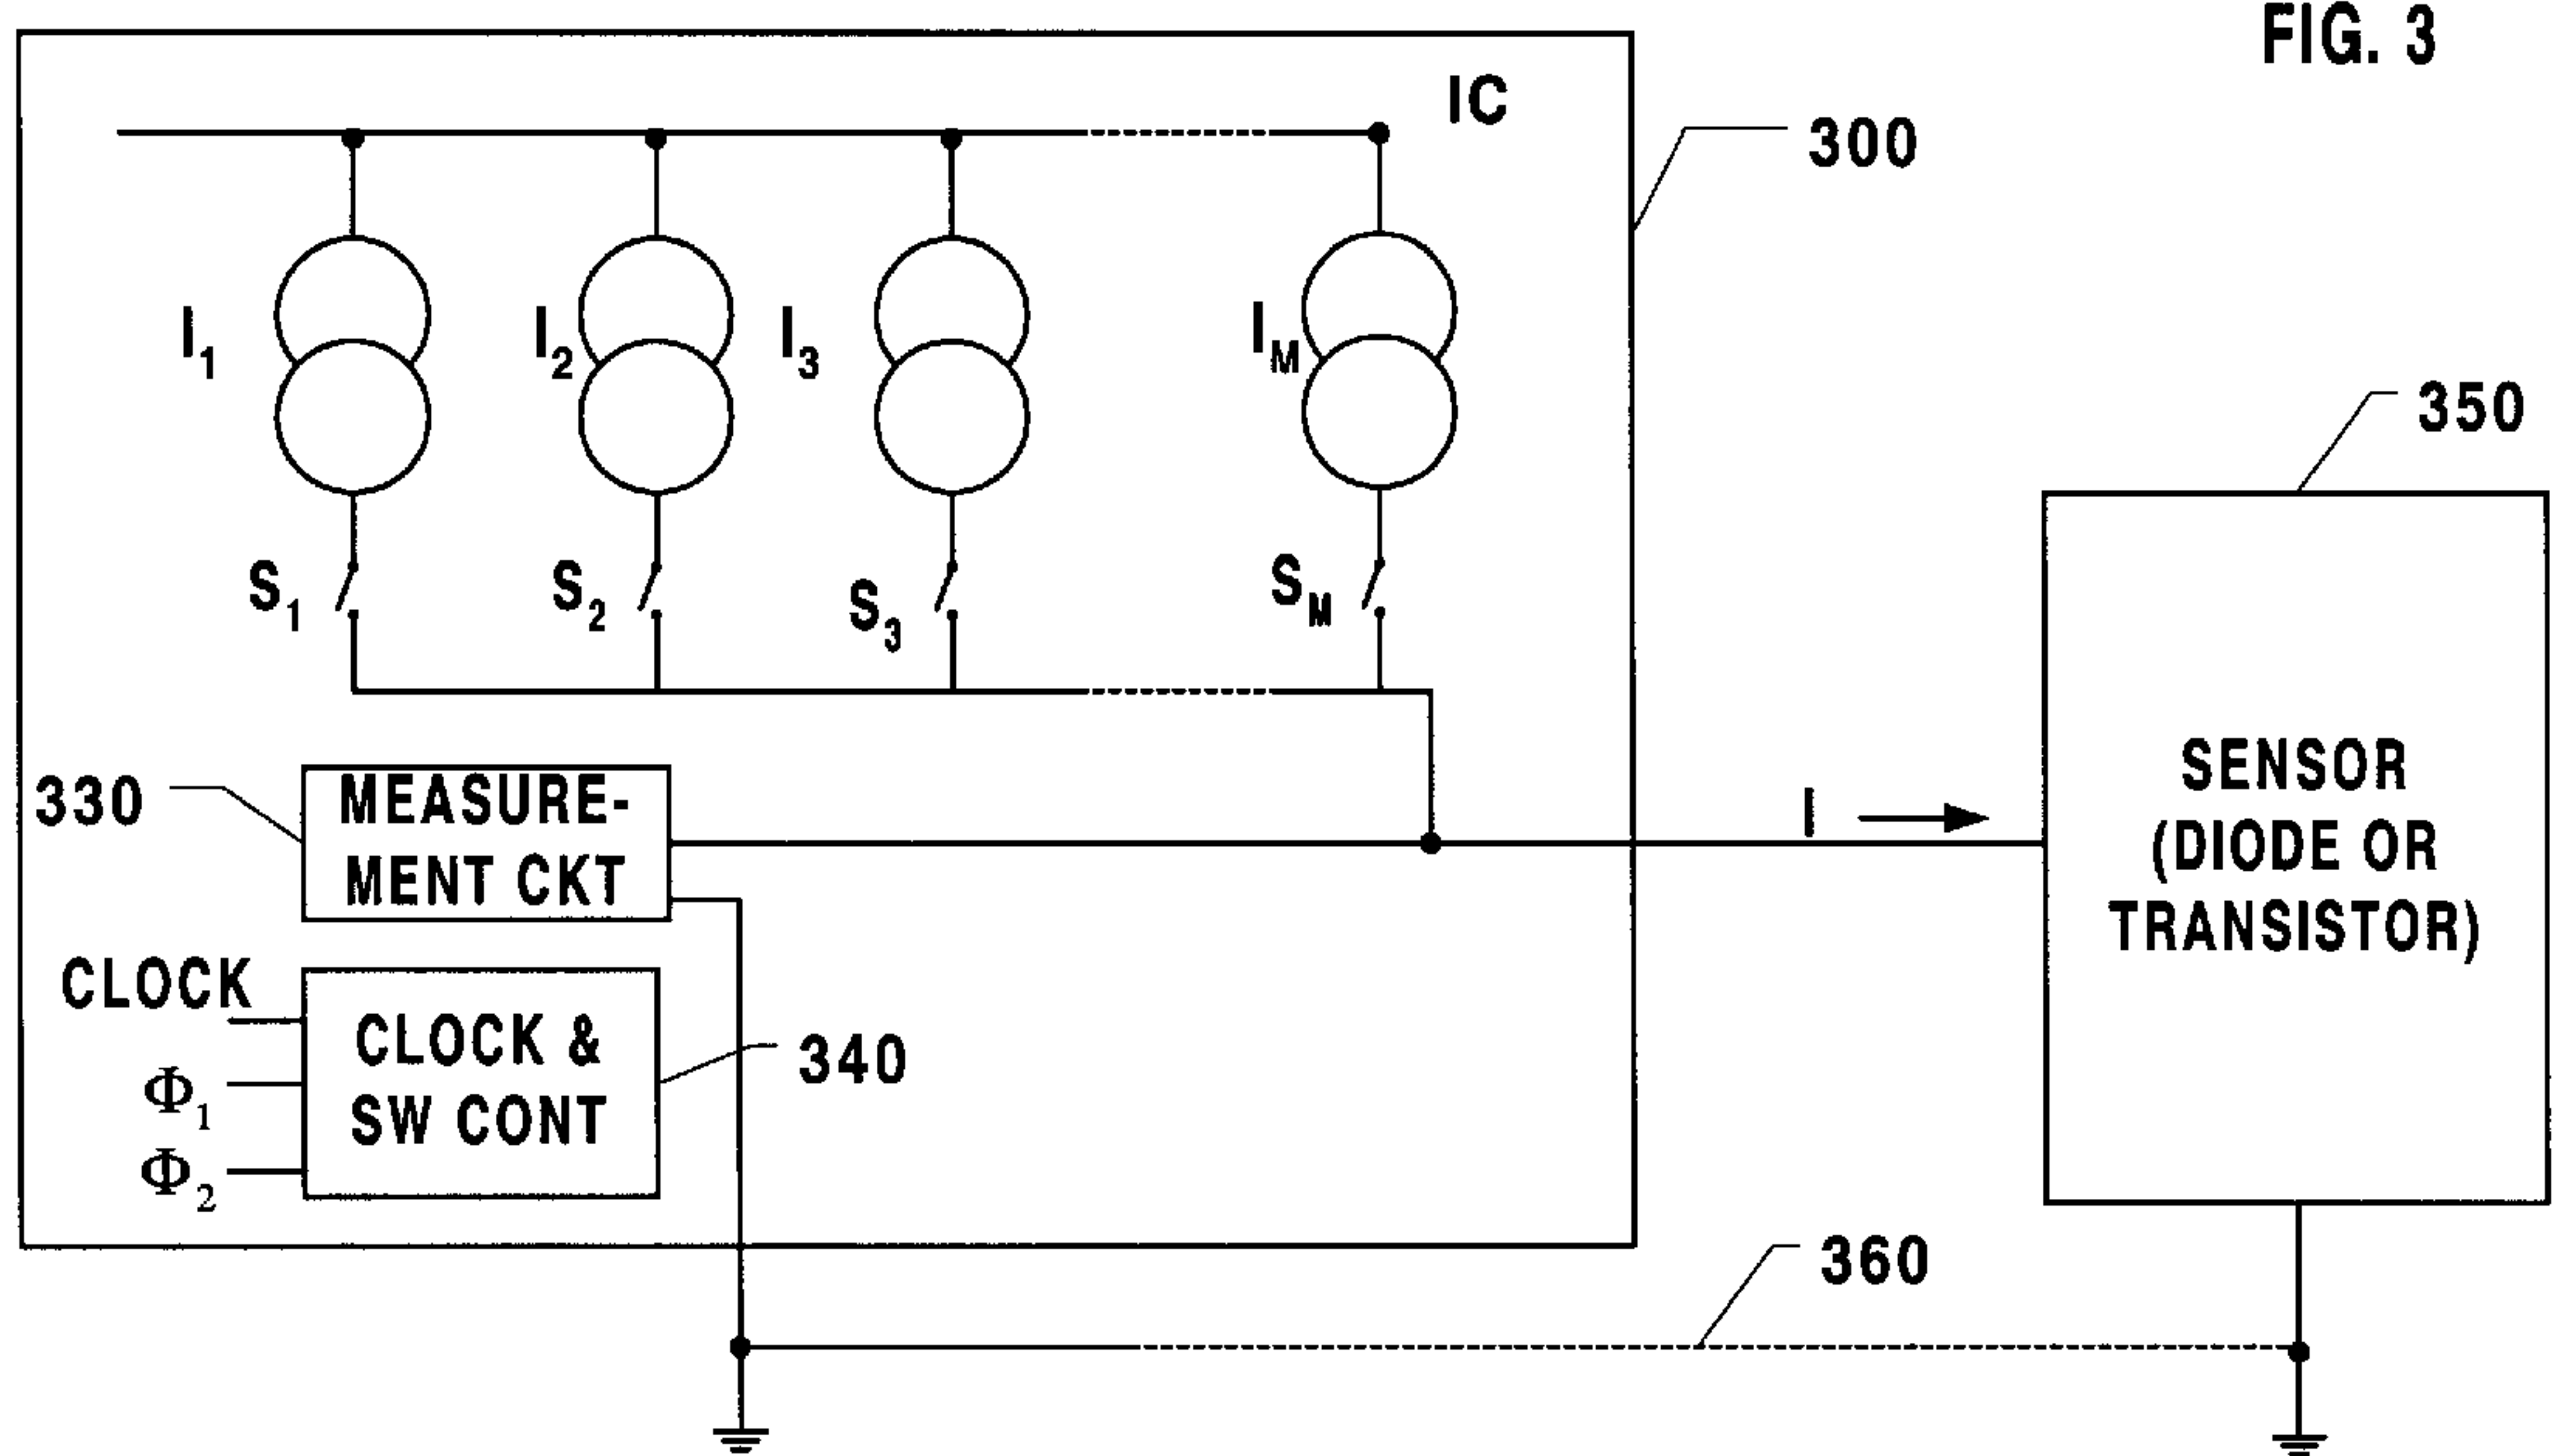 FIG. 3
IC
300
I1
I2
I3
IM
350
S1
S2
S3
SM
330
MEASURE-
MENT CKT
I
SENSOR
(DIODE OR
TRANSISTOR)
CLOCK
Φ1
Φ2
CLOCK &
SW CONT
340
360